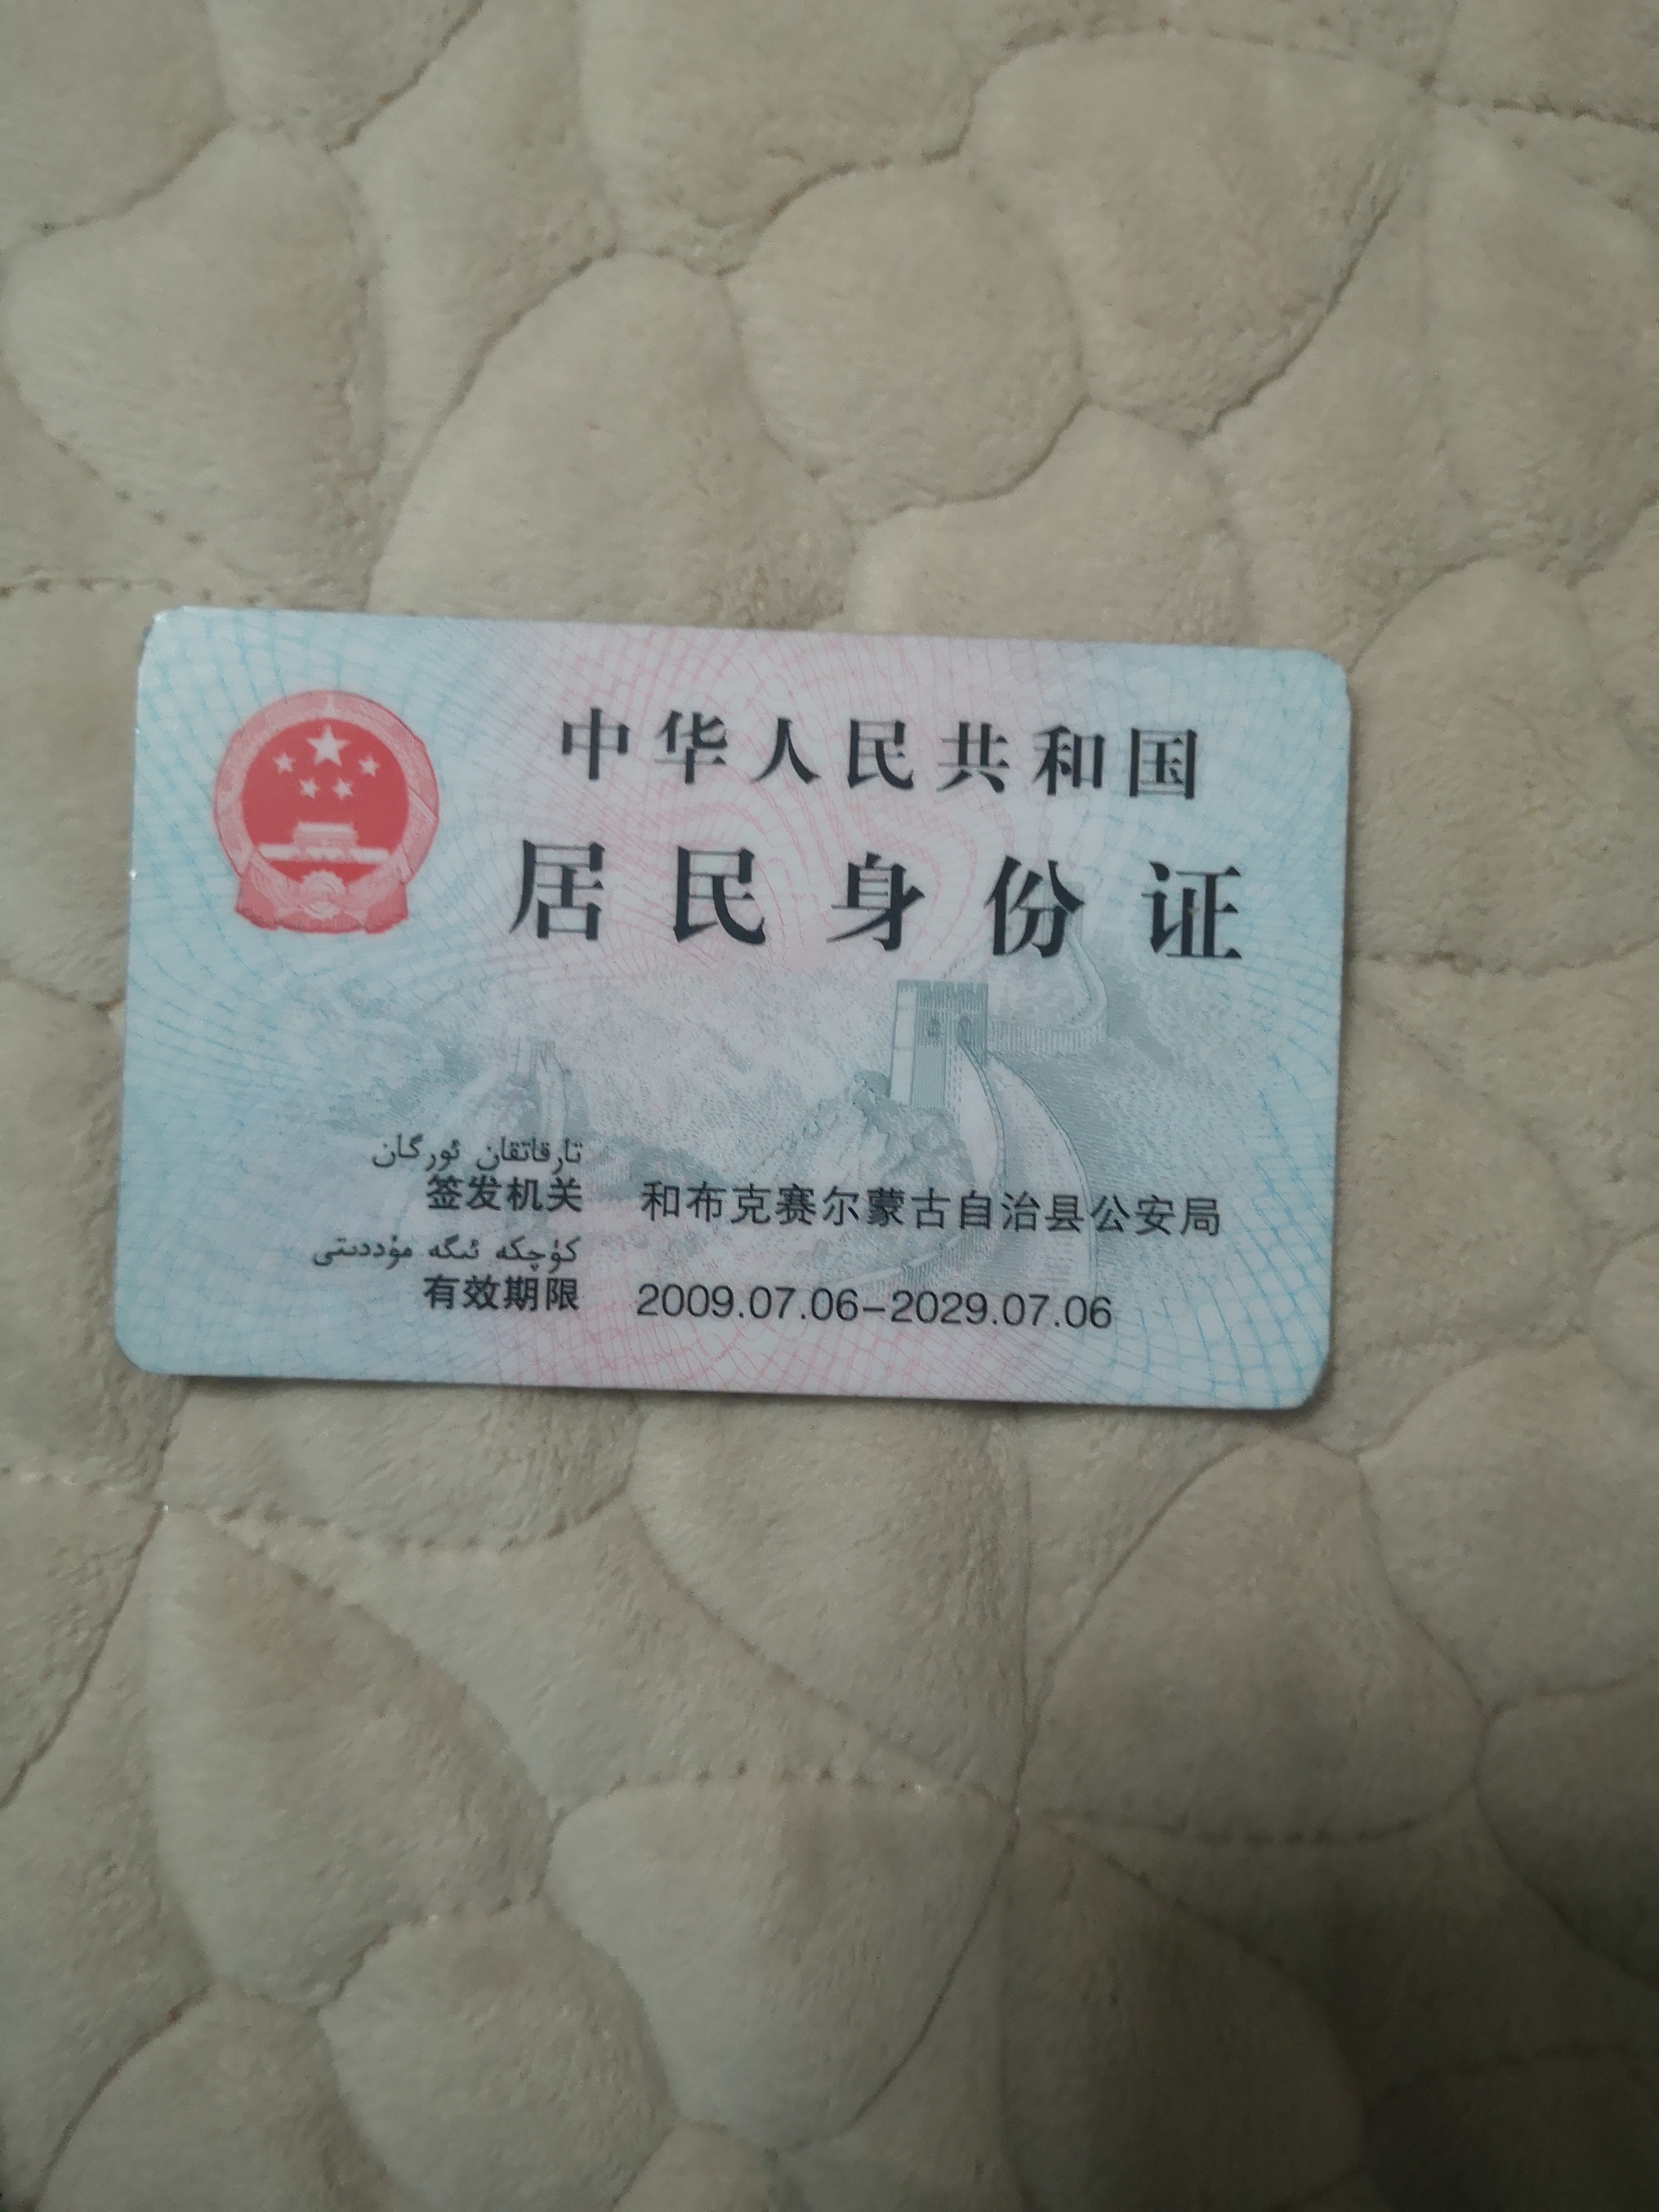 中华人民共和国
居民身份证
تارقاتقان ئورگان
签发机关 和布克赛尔蒙古自治县公安局
كۈچكە ئىگە مۇددىتى
有效期限 2009.07.06-2029.07.06